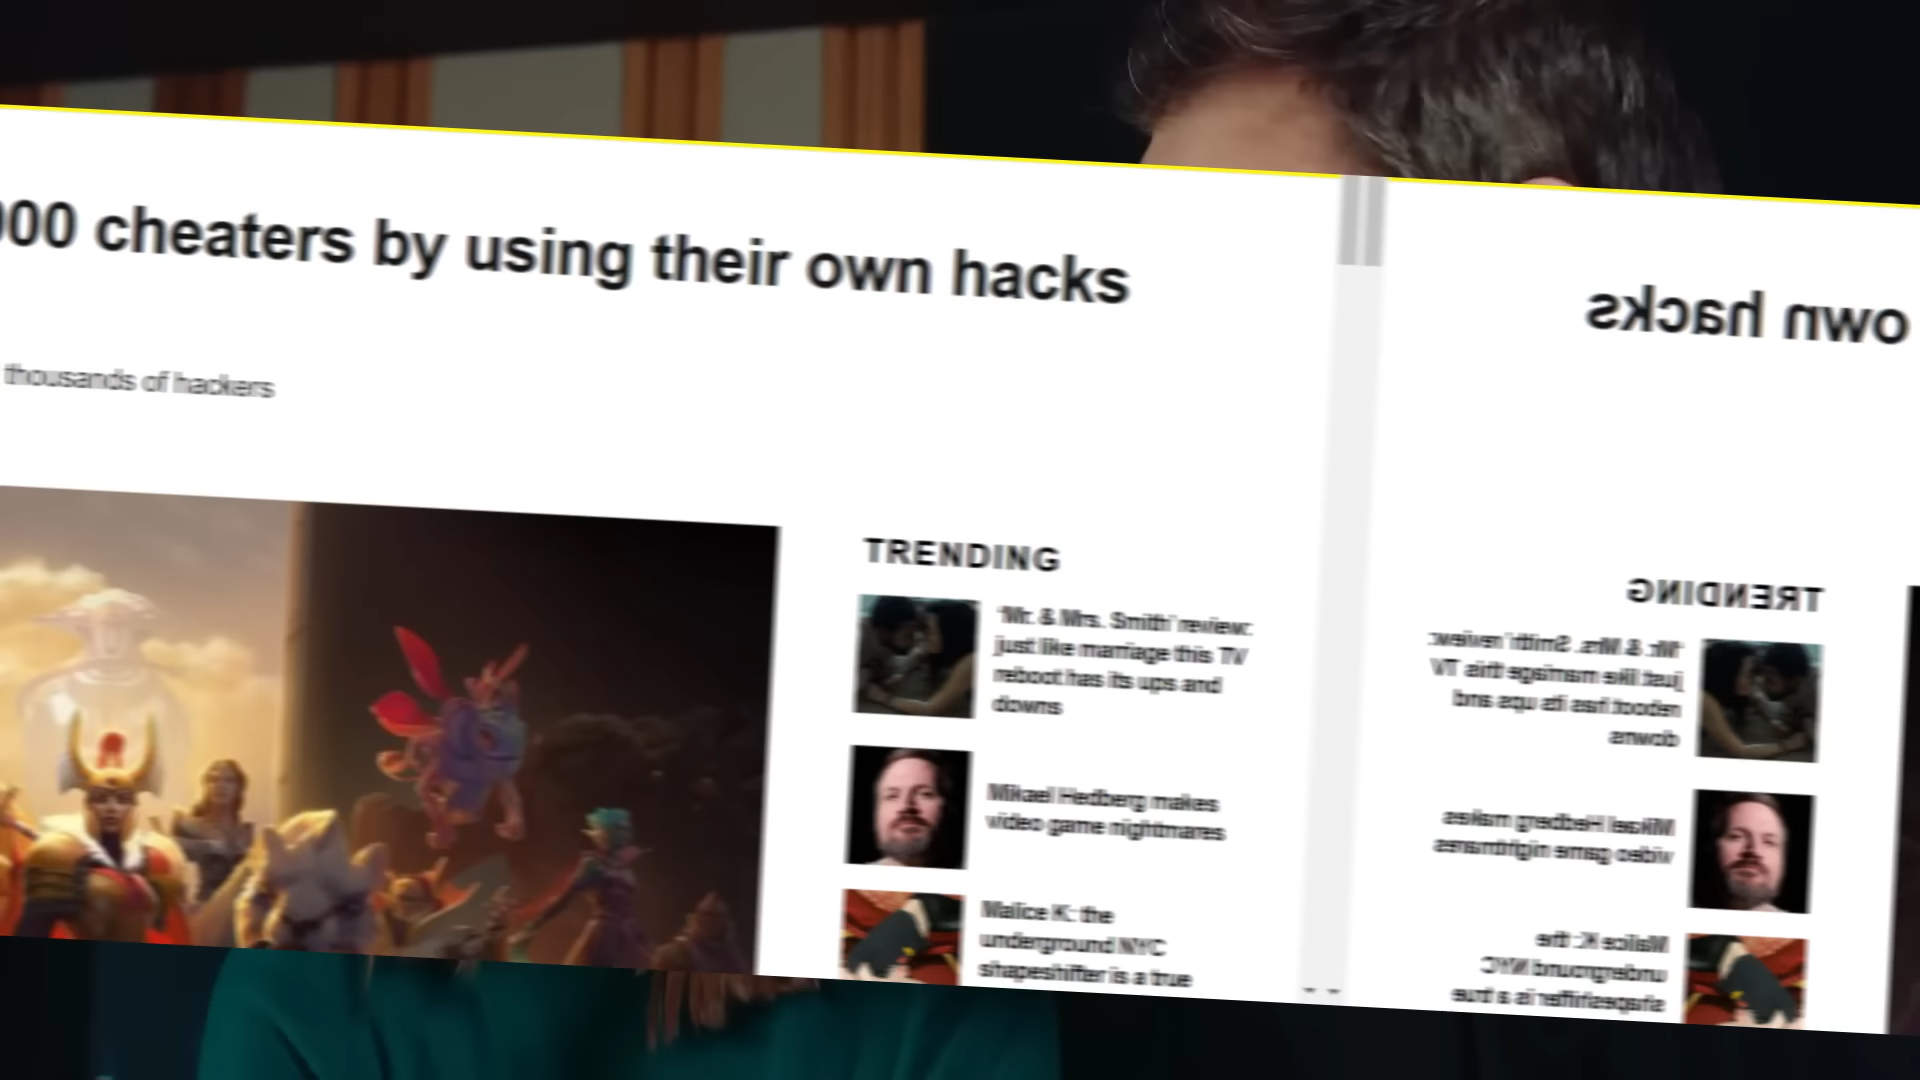 000 cheaters by using their own hacks
own hacks
thousands of hackers
TRENDING
'Mr. & Mrs. Smith' review:
just like marriage this TV
reboot has its ups and
downs
Mikael Hedberg makes
video game nightmares
Malice K: the
underground NYC
shapeshifter is a true
TRENDING
'Mr. & Mrs. Smith' review:
just like marriage this TV
reboot has its ups and
downs
Mikael Hedberg makes
video game nightmares
Malice K: the
underground NYC
shapeshifter is a true